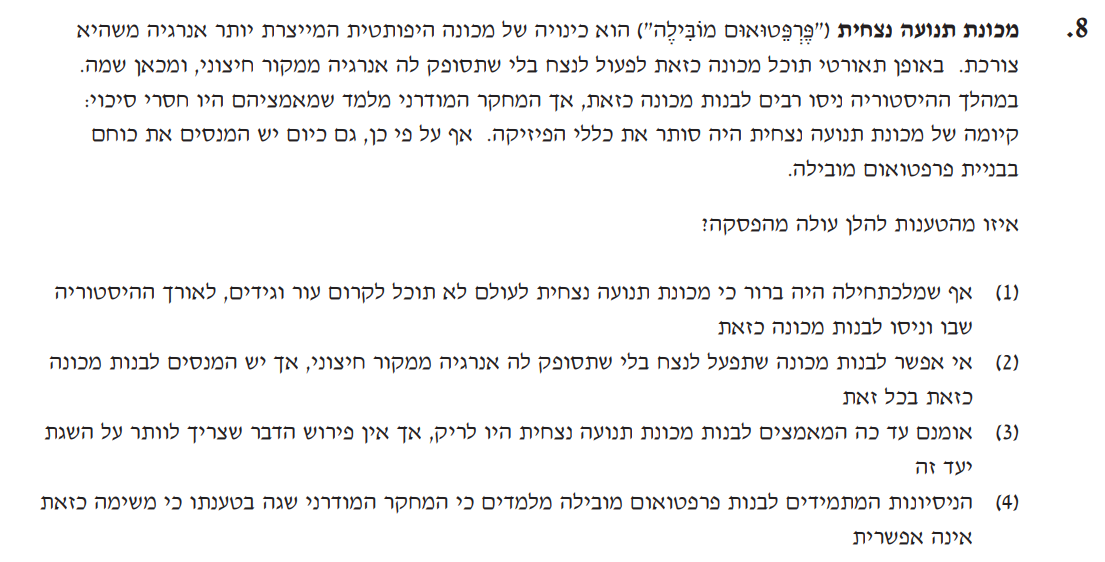 8. מכונת תנועה נצחית ("פֶּרְפֵּטוּאוּם מוֹבִּילֶה") הוא כינויה של מכונה היפותטית המייצרת יותר אנרגיה משהיא
צורכת. באופן תאורטי תוכל מכונה כזאת לפעול לנצח בלי שתסופק לה אנרגיה ממקור חיצוני, ומכאן שמה.
במהלך ההיסטוריה ניסו רבים לבנות מכונה כזאת, אך המחקר המודרני מלמד שמאמציהם היו חסרי סיכוי:
קיומה של מכונת תנועה נצחית היה סותר את כללי הפיזיקה. אף על פי כן, גם כיום יש המנסים את כוחם
בבניית פרפטואום מובילה.
איזו מהטענות להלן עולה מהפסקה?
(1) אף שמלכתחילה היה ברור כי מכונת תנועה נצחית לעולם לא תוכל לקרום עור וגידים, לאורך ההיסטוריה
שבו וניסו לבנות מכונה כזאת
(2) אי אפשר לבנות מכונה שתפעל לנצח בלי שתסופק לה אנרגיה ממקור חיצוני, אך יש המנסים לבנות מכונה
כזאת בכל זאת
(3) אומנם עד כה המאמצים לבנות מכונת תנועה נצחית היו לריק, אך אין פירוש הדבר שצריך לוותר על השגת
יעד זה
(4) הניסיונות המתמידים לבנות פרפטואום מובילה מלמדים כי המחקר המודרני שגה בטענתו כי משימה כזאת
אינה אפשרית